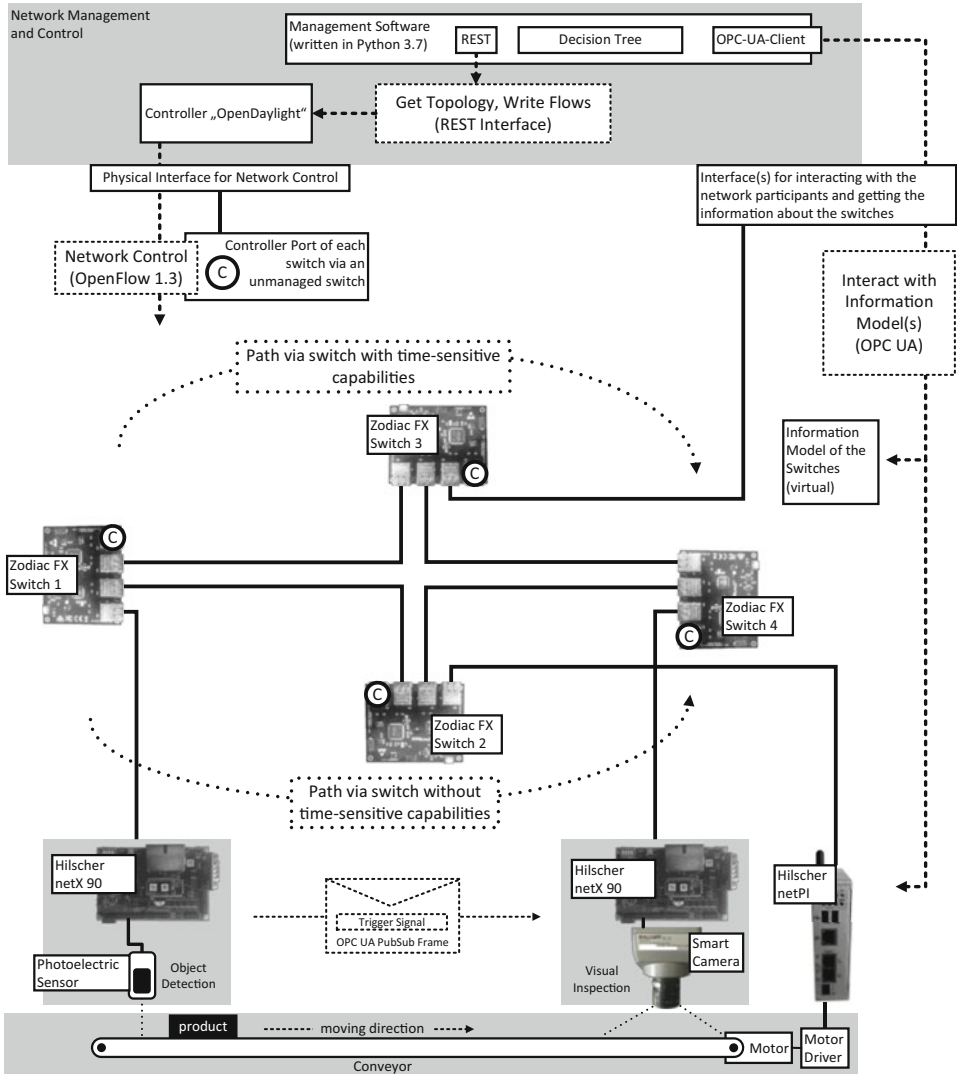 Network Management
and Control
Management Software
(written in Python 3.7)
REST
Decision Tree
OPC-UA-Client
Controller „OpenDaylight“
Get Topology, Write Flows
(REST Interface)
Physical Interface for Network Control
Interface(s) for interacting with the
network participants and getting the
information about the switches
Network Control
(OpenFlow 1.3)
C
Controller Port of each
switch via an
unmanaged switch
Interact with
Information
Model(s)
(OPC UA)
Path via switch with time-sensitive
capabilities
Zodiac FX
Switch 3
C
Information
Model of the
Switches
(virtual)
C
Zodiac FX
Switch 1
Zodiac FX
Switch 4
C
C
Zodiac FX
Switch 2
Path via switch without
time-sensitive capabilities
Hilscher
netX 90
Trigger Signal
OPC UA PubSub Frame
Hilscher
netX 90
Hilscher
netPI
Photoelectric
Sensor
Object
Detection
Visual
Inspection
Smart
Camera
product
moving direction
Motor
Motor
Driver
Conveyor